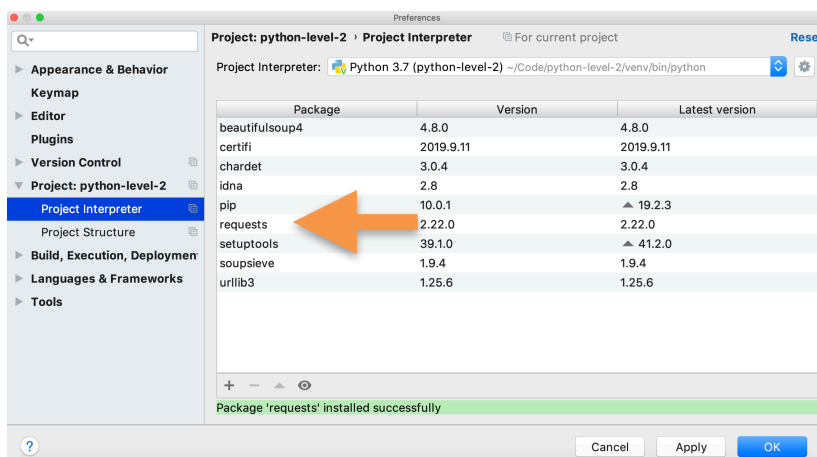 Preferences
Project: python-level-2 › Project Interpreter For current project Rese
Project Interpreter: Python 3.7 (python-level-2) ~/Code/python-level-2/venv/bin/python
Appearance & Behavior
Keymap
Editor
Plugins
Version Control
Project: python-level-2
Project Interpreter
Project Structure
Build, Execution, Deploymen
Languages & Frameworks
Tools
Package Version Latest version
beautifulsoup4 4.8.0 4.8.0
certifi 2019.9.11 2019.9.11
chardet 3.0.4 3.0.4
idna 2.8 2.8
pip 10.0.1 19.2.3
requests 2.22.0 2.22.0
setuptools 39.1.0 41.2.0
soupsieve 1.9.4 1.9.4
urllib3 1.25.6 1.25.6
Package 'requests' installed successfully
? Cancel Apply OK